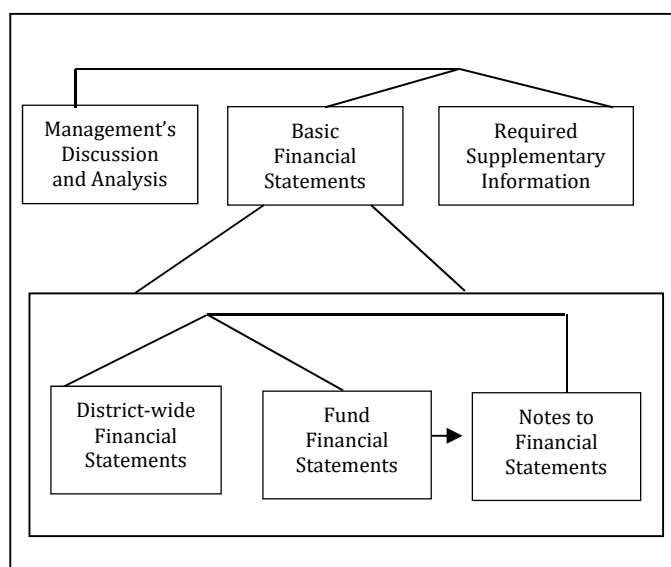 Management’s
Discussion
and Analysis
Basic
Financial
Statements
Required
Supplementary
Information
District-wide
Financial
Statements
Fund
Financial
Statements
Notes to
Financial
Statements